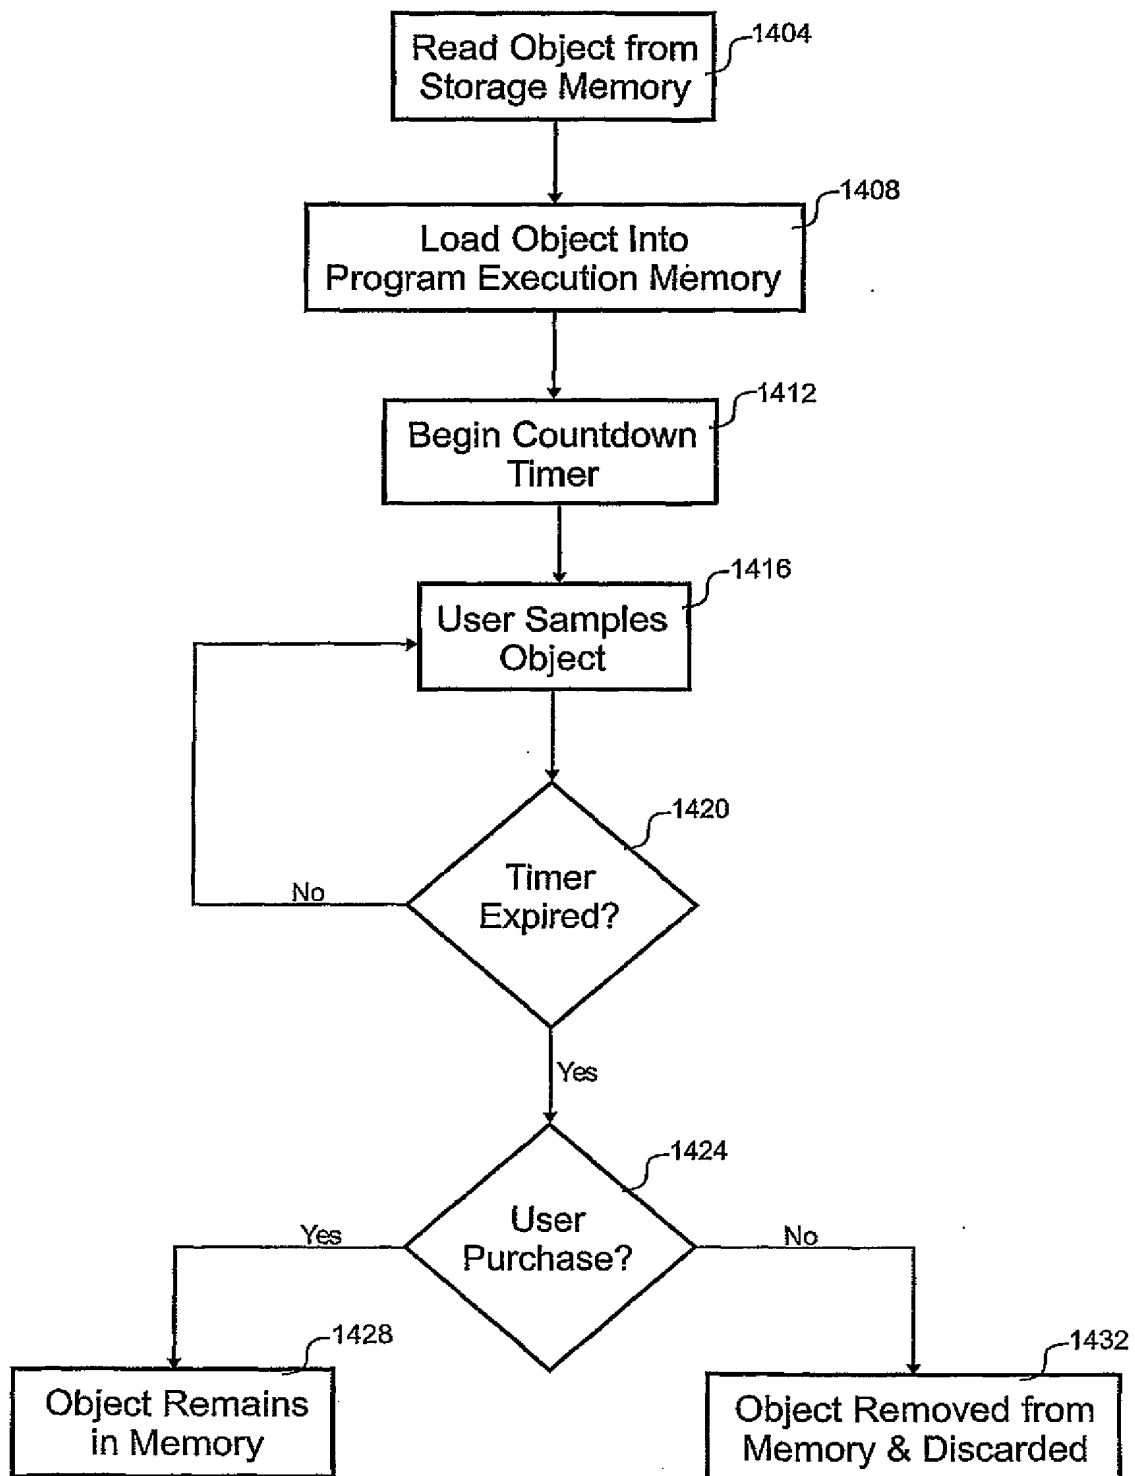 Read Object from
Storage Memory
1404
Load Object Into
Program Execution Memory
1408
Begin Countdown
Timer
1412
User Samples
Object
1416
Timer
Expired?
1420
No
Yes
User
Purchase?
1424
Yes
No
Object Remains
in Memory
1428
Object Removed from
Memory & Discarded
1432